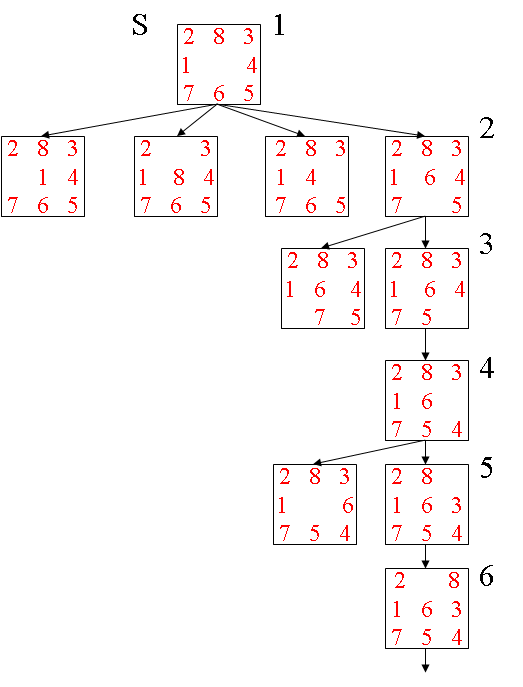 S 2 8 3 1
1 4
7 6 5
2
2 8 3 2 3 2 8 3 2 8 3
1 4 1 8 4 1 4 1 6 4
7 6 5 7 6 5 7 6 5 7 5
3
2 8 3 2 8 3
1 6 4 1 6 4
7 5 7 5
2 8 3 4
1 6
7 5 4
2 8 3 2 8 5
1 6 1 6 3
7 5 4 7 5 4
2 8 6
1 6 3
7 5 4